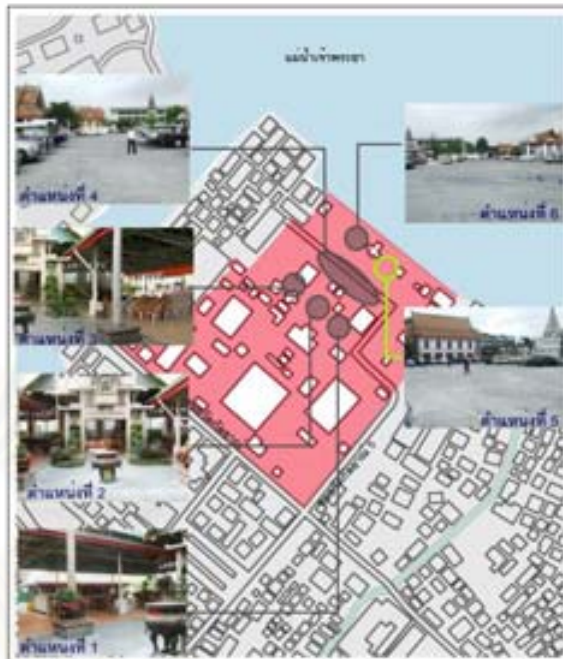 แม่น้ำเจ้าพระยา
ตำแหน่งที่ 4
ตำแหน่งที่ 6
ตำแหน่งที่ 3
ตำแหน่งที่ 5
ตำแหน่งที่ 2
ตำแหน่งที่ 1